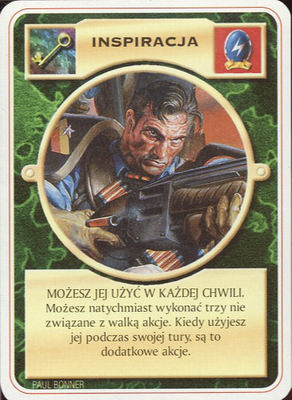 INSPIRACJA
MOŻESZ JEJ UŻYĆ W KAŻDEJ CHWILI.
Możesz natychmiast wykonać trzy nie
związane z walką akcje. Kiedy użyjesz
jej podczas swojej tury, są to
dodatkowe akcje.
PAUL BONNER